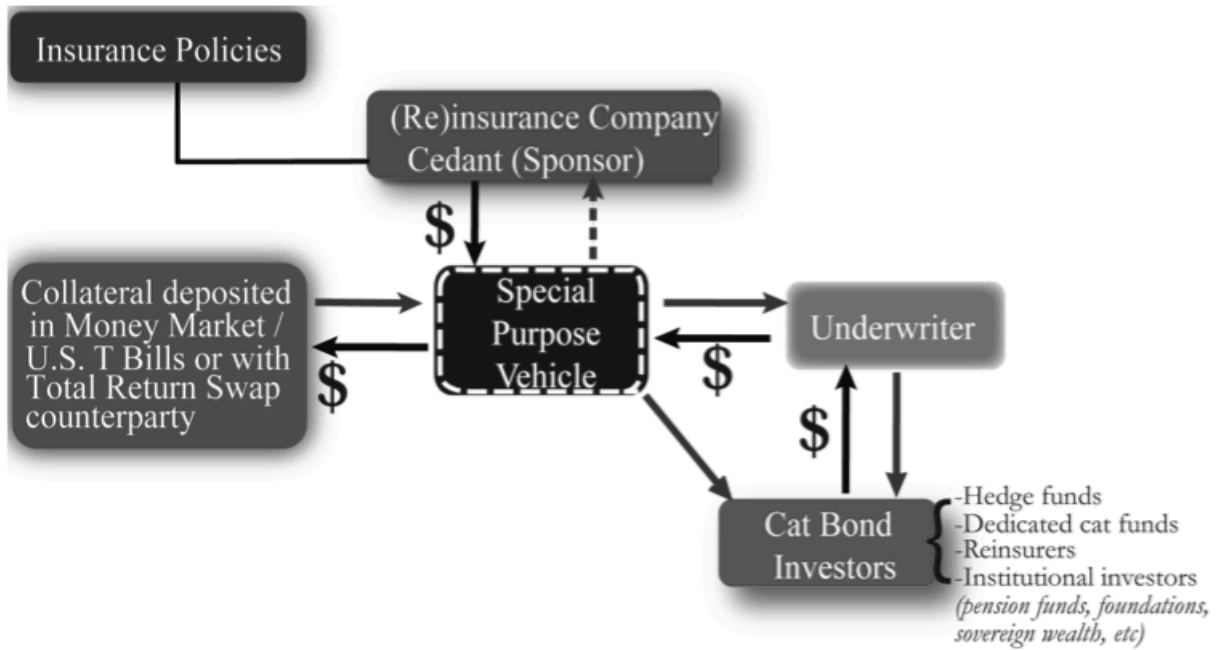 Insurance Policies
(Re)insurance Company
Cedant (Sponsor)
$
Collateral deposited
in Money Market /
U.S. T Bills or with
Total Return Swap
counterparty
$
Special
Purpose
Vehicle
$
Underwriter
$
Cat Bond
Investors
-Hedge funds
-Dedicated cat funds
-Reinsurers
-Institutional investors
(pension funds, foundations,
sovereign wealth, etc)